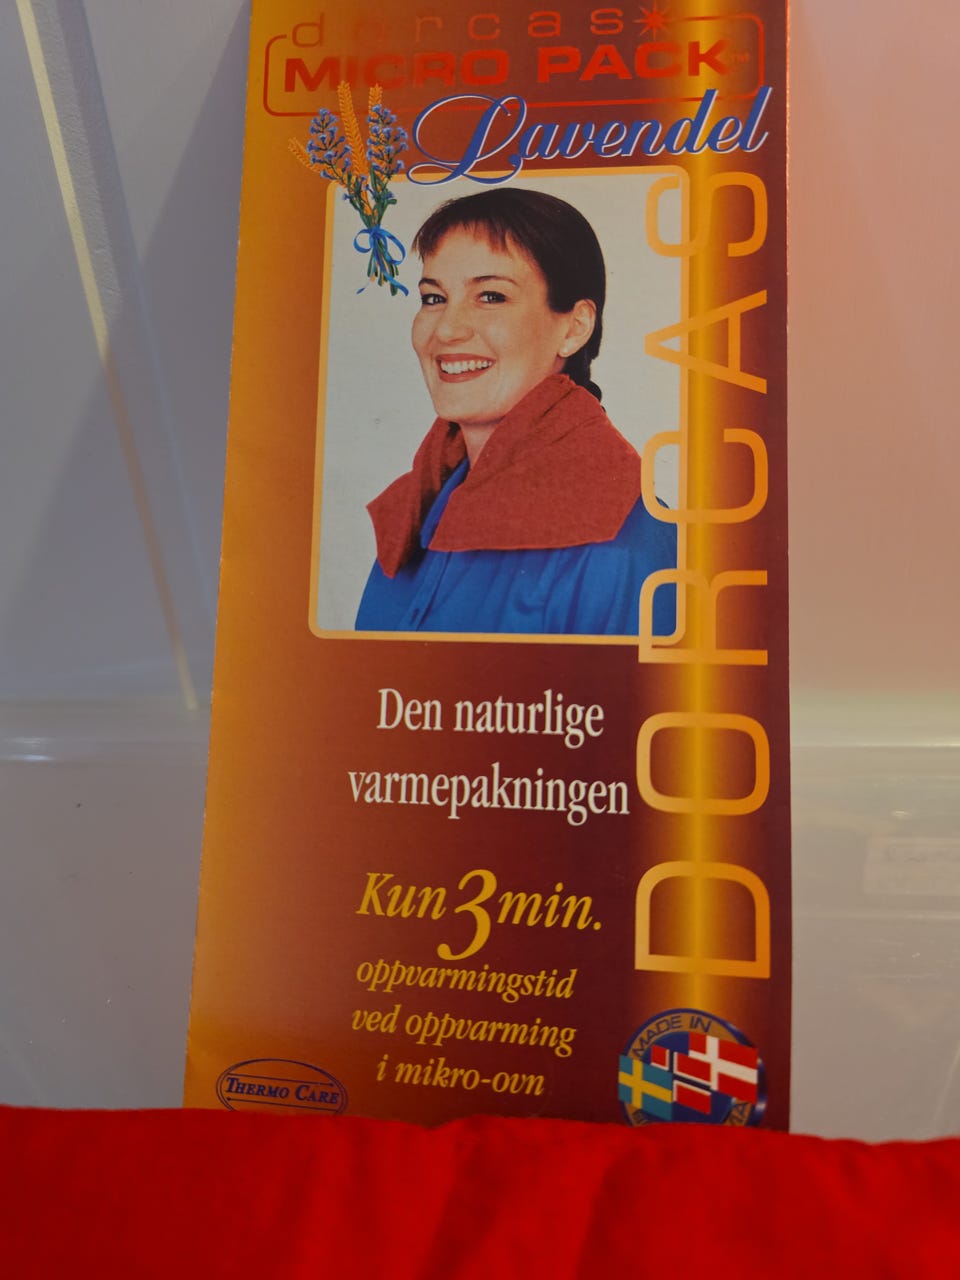 dorcas
MICRO PACK™
Lavendel
DORCAS
Den naturlige
varmepakningen
Kun 3 min.
oppvarmingstid
ved oppvarming
i mikro-ovn
THERMO CARE
MADE IN